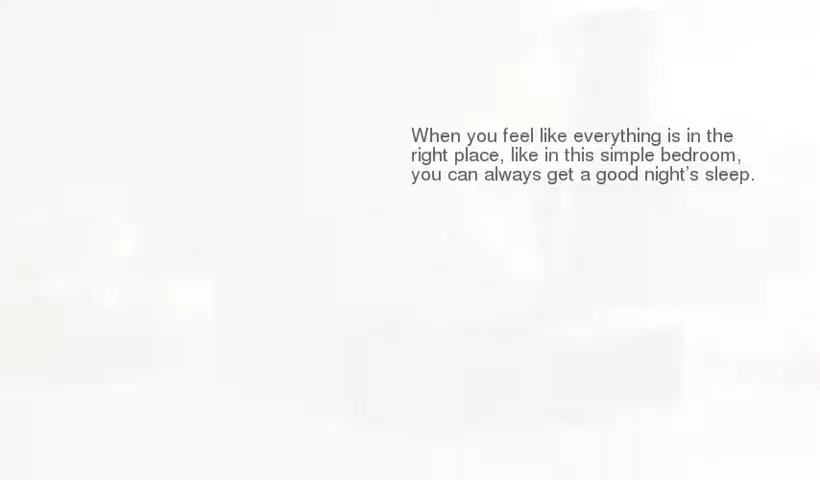 When you feel like everything is in the
right place, like in this simple bedroom,
you can always get a good night’s sleep.